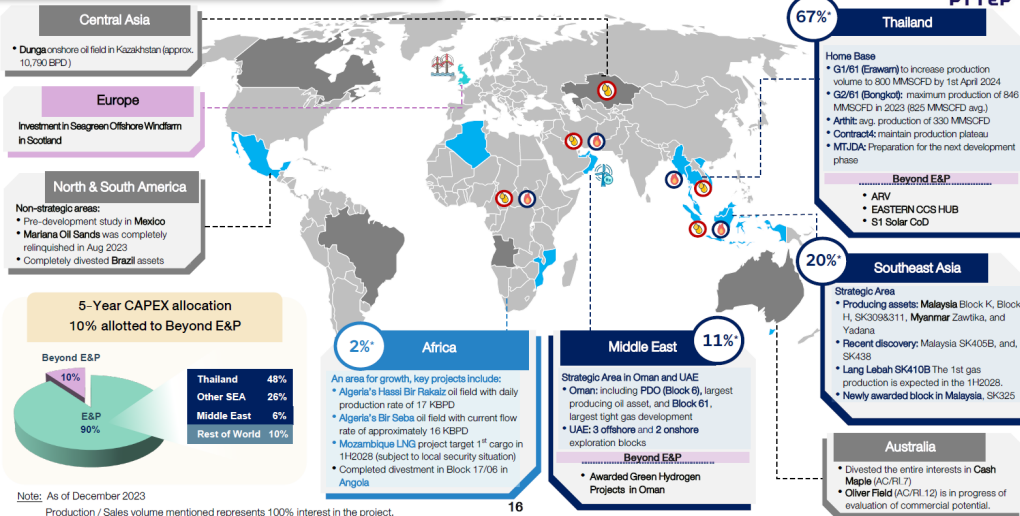 PTTEP
Central Asia
• Dunga onshore oil field in Kazakhstan (approx.
10,790 BPD )
Europe
Investment in Seagreen Offshore Windfarm
in Scotland
North & South America
Non-strategic areas:
• Pre-development study in Mexico
• Mariana Oil Sands was completely
relinquished in Aug 2023
• Completely divested Brazil assets
5-Year CAPEX allocation
10% allotted to Beyond E&P
Beyond E&P
10%
E&P
90%
Thailand 48%
Other SEA 26%
Middle East 6%
Rest of World 10%
2%*
Africa
An area for growth, key projects include:
• Algeria's Hassi Bir Rakaiz oil field with daily
production rate of 17 KBPD
• Algeria's Bir Seba oil field with current flow
rate of approximately 16 KBPD
• Mozambique LNG project target 1st cargo in
1H2028 (subject to local security situation)
• Completed divestment in Block 17/06 in
Angola
Middle East
11%*
Strategic Area in Oman and UAE
• Oman: including PDO (Block 6), largest
producing oil asset, and Block 61,
largest tight gas development
• UAE: 3 offshore and 2 onshore
exploration blocks
Beyond E&P
• Awarded Green Hydrogen
Projects in Oman
67%*
Thailand
Home Base
• G1/61 (Erawan) to increase production
volume to 800 MMSCFD by 1st April 2024
• G2/61 (Bongkot): maximum production of 846
MMSCFD in 2023 (825 MMSCFD avg.)
• Arthit: avg. production of 330 MMSCFD
• Contract4: maintain production plateau
• MTJDA: Preparation for the next development
phase
Beyond E&P
• ARV
• EASTERN CCS HUB
• S1 Solar CoD
20%*
Southeast Asia
Strategic Area
• Producing assets: Malaysia Block K, Block
H, SK309&311, Myanmar Zawtika, and
Yadana
• Recent discovery: Malaysia SK405B, and,
SK438
• Lang Lebah SK410B The 1st gas
production is expected in the 1H2028.
• Newly awarded block in Malaysia, SK325
Australia
• Divested the entire interests in Cash
Maple (AC/RL7)
• Oliver Field (AC/RL12) is in progress of
evaluation of commercial potential.
Note: As of December 2023
Production / Sales volume mentioned represents 100% interest in the project.
16